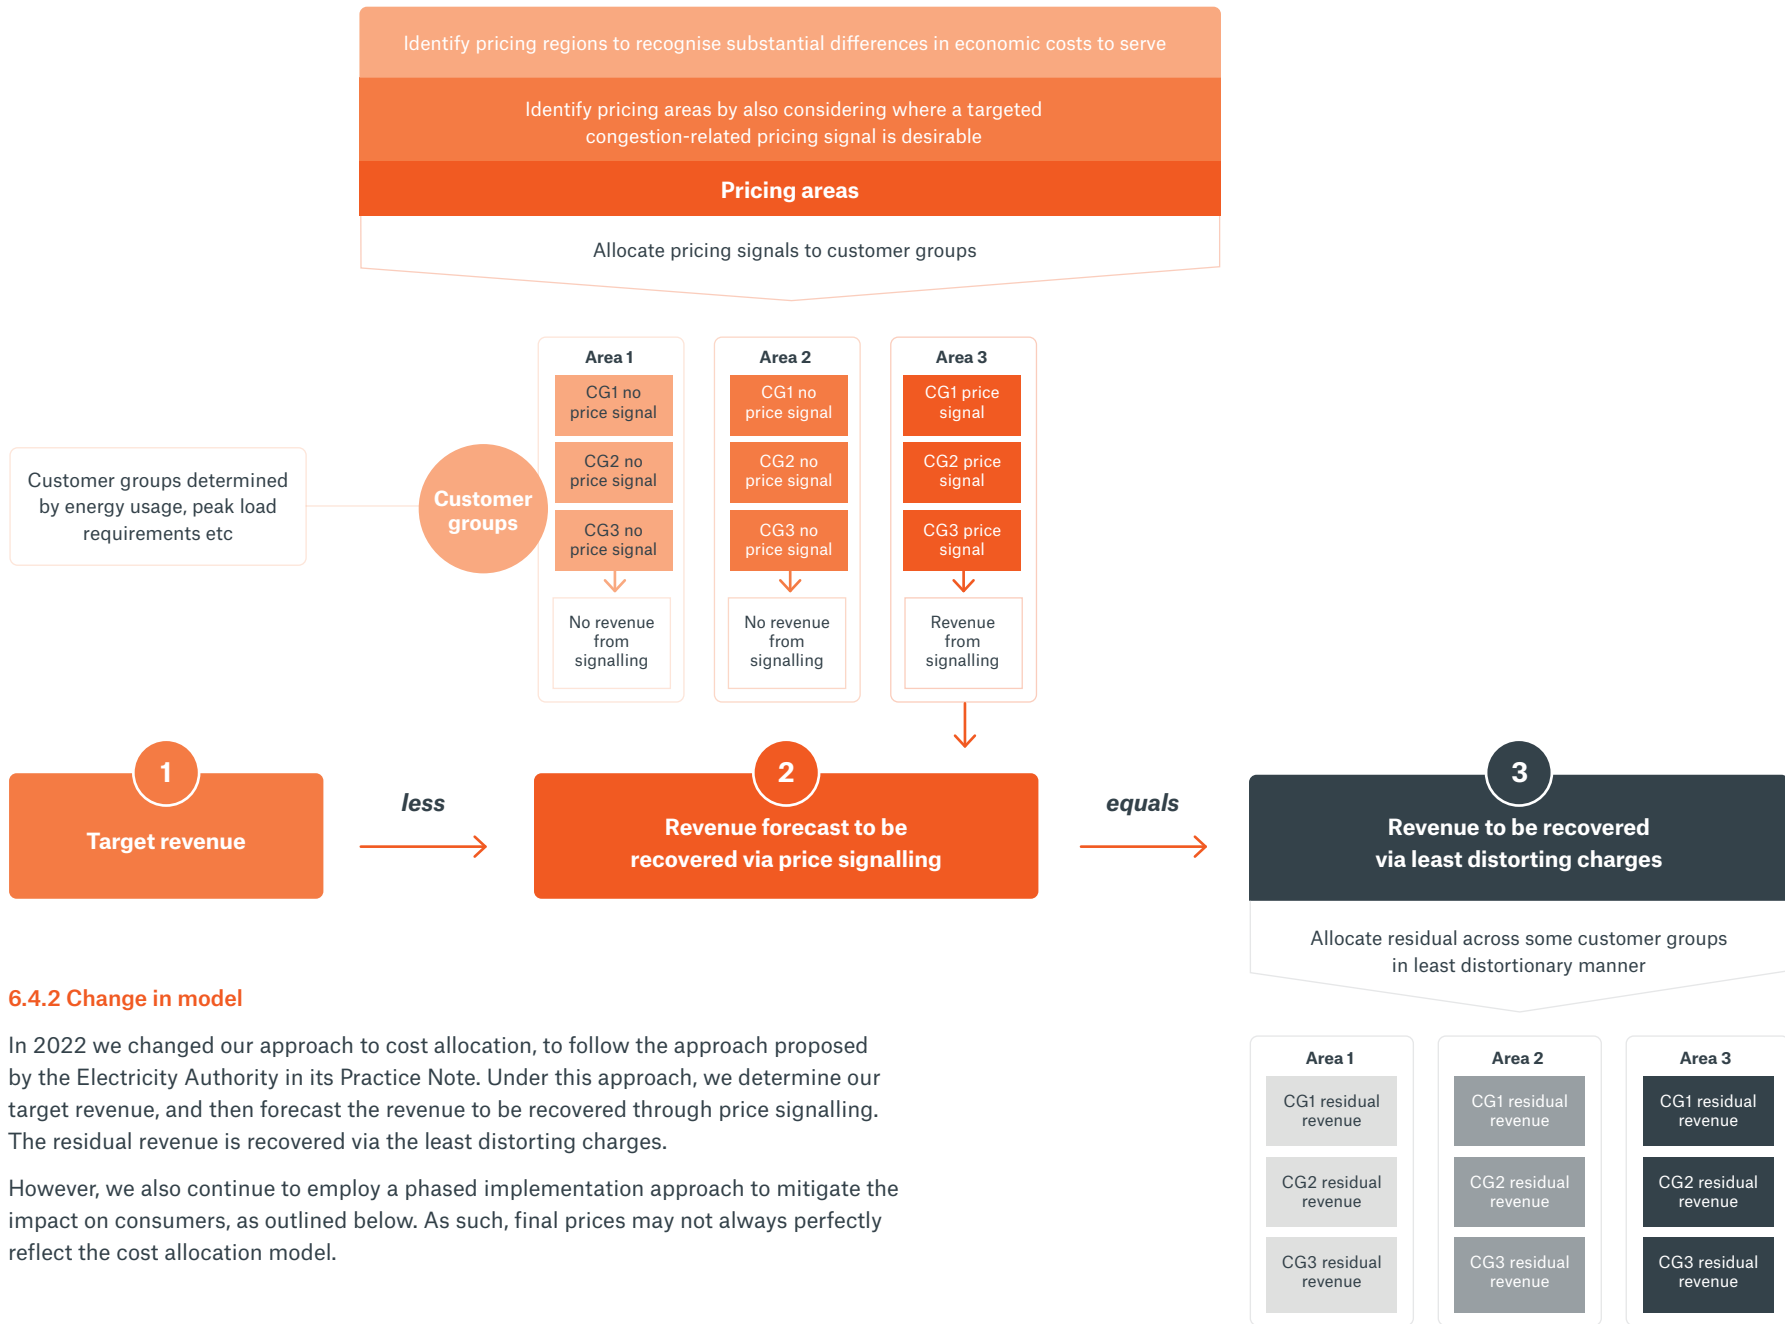 Identify pricing regions to recognise substantial differences in economic costs to serve
Identify pricing areas by also considering where a targeted
congestion-related pricing signal is desirable
Pricing areas
Allocate pricing signals to customer groups
Customer groups determined
by energy usage, peak load
requirements etc
Customer
groups
Area 1
CG1 no
price signal
CG2 no
price signal
CG3 no
price signal
No revenue
from
signalling
Area 2
CG1 no
price signal
CG2 no
price signal
CG3 no
price signal
No revenue
from
signalling
Area 3
CG1 price
signal
CG2 price
signal
CG3 price
signal
Revenue
from
signalling
1
Target revenue
less
2
Revenue forecast to be
recovered via price signalling
equals
3
Revenue to be recovered
via least distorting charges
Allocate residual across some customer groups
in least distortionary manner
Area 1
CG1 residual
revenue
CG2 residual
revenue
CG3 residual
revenue
Area 2
CG1 residual
revenue
CG2 residual
revenue
CG3 residual
revenue
Area 3
CG1 residual
revenue
CG2 residual
revenue
CG3 residual
revenue
6.4.2 Change in model
In 2022 we changed our approach to cost allocation, to follow the approach proposed
by the Electricity Authority in its Practice Note. Under this approach, we determine our
target revenue, and then forecast the revenue to be recovered through price signalling.
The residual revenue is recovered via the least distorting charges.
However, we also continue to employ a phased implementation approach to mitigate the
impact on consumers, as outlined below. As such, final prices may not always perfectly
reflect the cost allocation model.